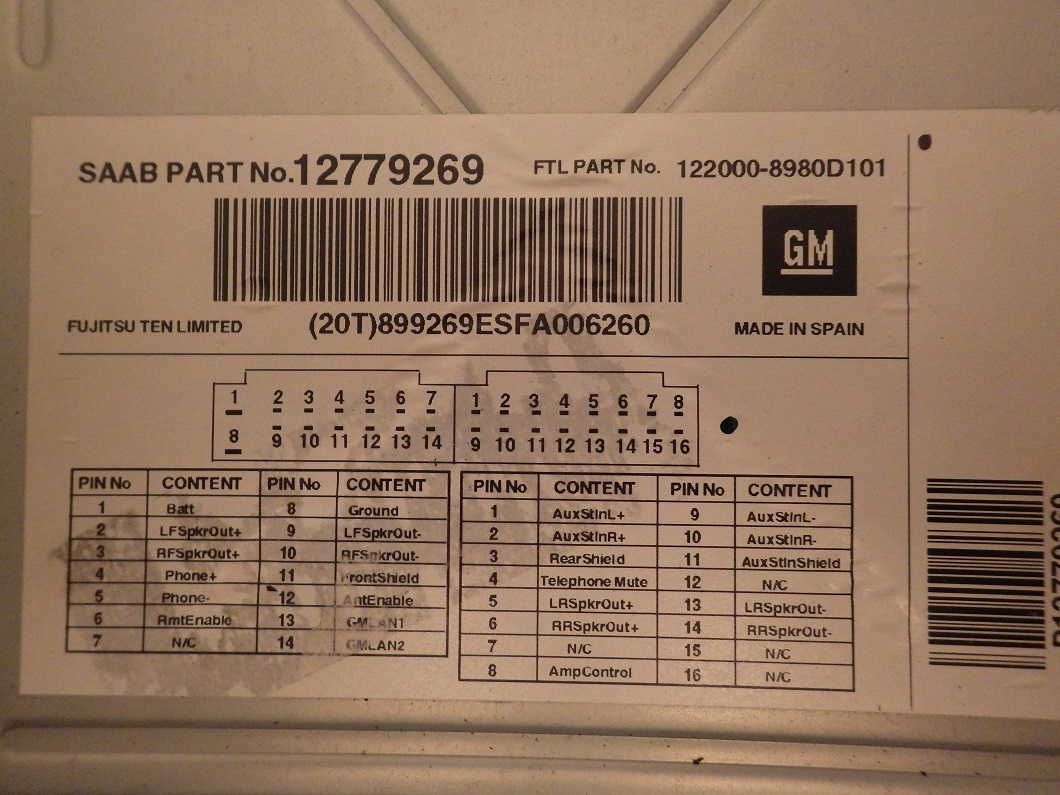 SAAB PART No.12779269 FTL PART No. 122000-8980D101
GM
FUJITSU TEN LIMITED (20T)899269ESFA006260 MADE IN SPAIN
1 2 3 4 5 6 7 1 2 3 4 5 6 7 8
8 9 10 11 12 13 14 9 10 11 12 13 14 15 16
PIN No CONTENT PIN No CONTENT
1 Batt 8 Ground
2 LFSpkrOut+ 9 LFSpkrOut-
3 RFSpkrOut+ 10 RFSpkrOut-
4 Phone+ 11 FrontShield
5 Phone- 12 AntEnable
6 RmtEnable 13 GMLAN1
7 N/C 14 GMLAN2
PIN No CONTENT PIN No CONTENT
1 AuxStInL+ 9 AuxStInL-
2 AuxStInR+ 10 AuxStInR-
3 RearShield 11 AuxStInShield
4 Telephone Mute 12 N/C
5 LRSpkrOut+ 13 LRSpkrOut-
6 RRSpkrOut+ 14 RRSpkrOut-
7 N/C 15 N/C
8 AmpControl 16 N/C